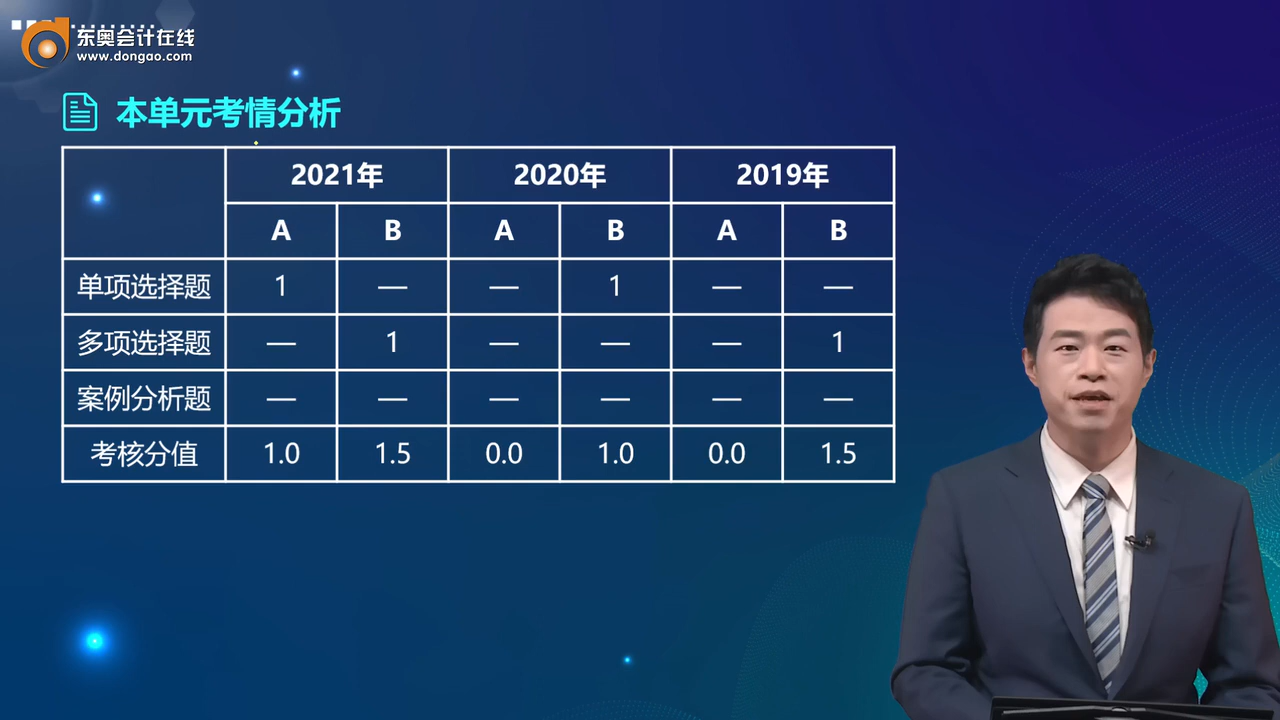 东奥会计在线
www.dongao.com
本单元考情分析
2021年 2020年 2019年
A B A B A B
单项选择题 1 — — 1 — —
多项选择题 — 1 — — — 1
案例分析题 — — — — — —
考核分值 1.0 1.5 0.0 1.0 0.0 1.5